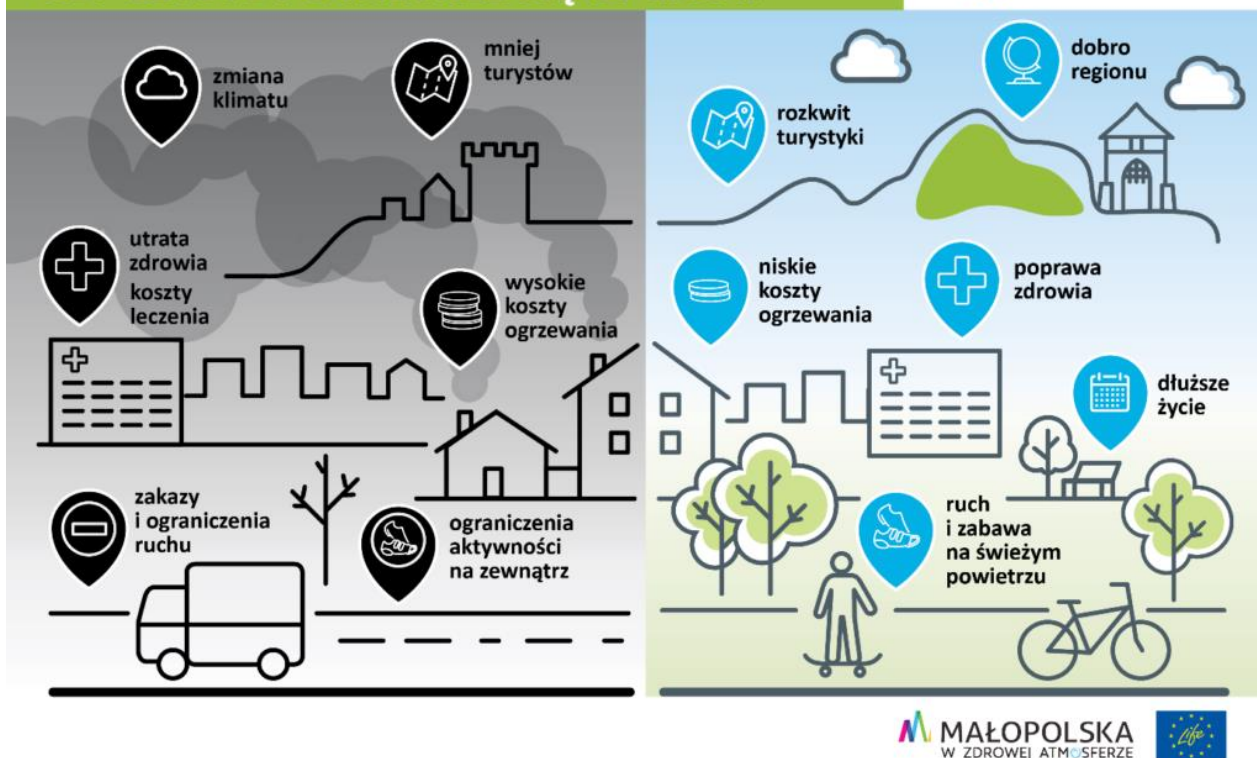 zmiana
klimatu
mniej
turystów
utrata
zdrowia
koszty
leczenia
wysokie
koszty
ogrzewania
zakazy
i ograniczenia
ruchu
ograniczenia
aktywności
na zewnątrz
rozkwit
turystyki
dobro
regionu
niskie
koszty
ogrzewania
poprawa
zdrowia
dłuższe
życie
ruch
i zabawa
na świeżym
powietrzu
MAŁOPOLSKA
W ZDROWEJ ATMOSFERZE
Life